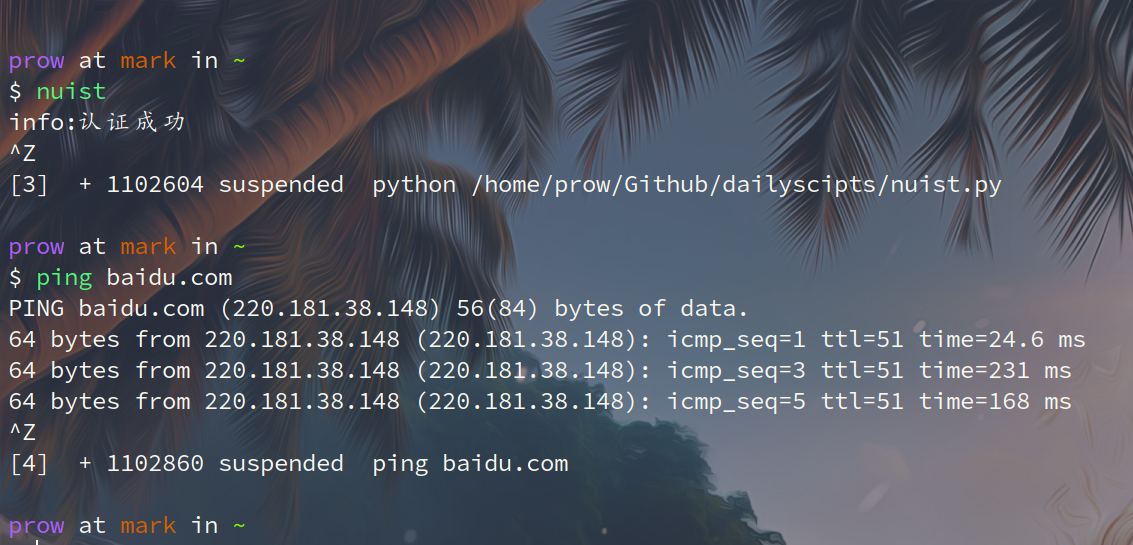 prow at mark in ~
$ nuist
info:认证成功
^Z
[3]  + 1102604 suspended  python /home/prow/Github/dailyscipts/nuist.py
prow at mark in ~
$ ping baidu.com
PING baidu.com (220.181.38.148) 56(84) bytes of data.
64 bytes from 220.181.38.148 (220.181.38.148): icmp_seq=1 ttl=51 time=24.6 ms
64 bytes from 220.181.38.148 (220.181.38.148): icmp_seq=3 ttl=51 time=231 ms
64 bytes from 220.181.38.148 (220.181.38.148): icmp_seq=5 ttl=51 time=168 ms
^Z
[4]  + 1102860 suspended  ping baidu.com
prow at mark in ~